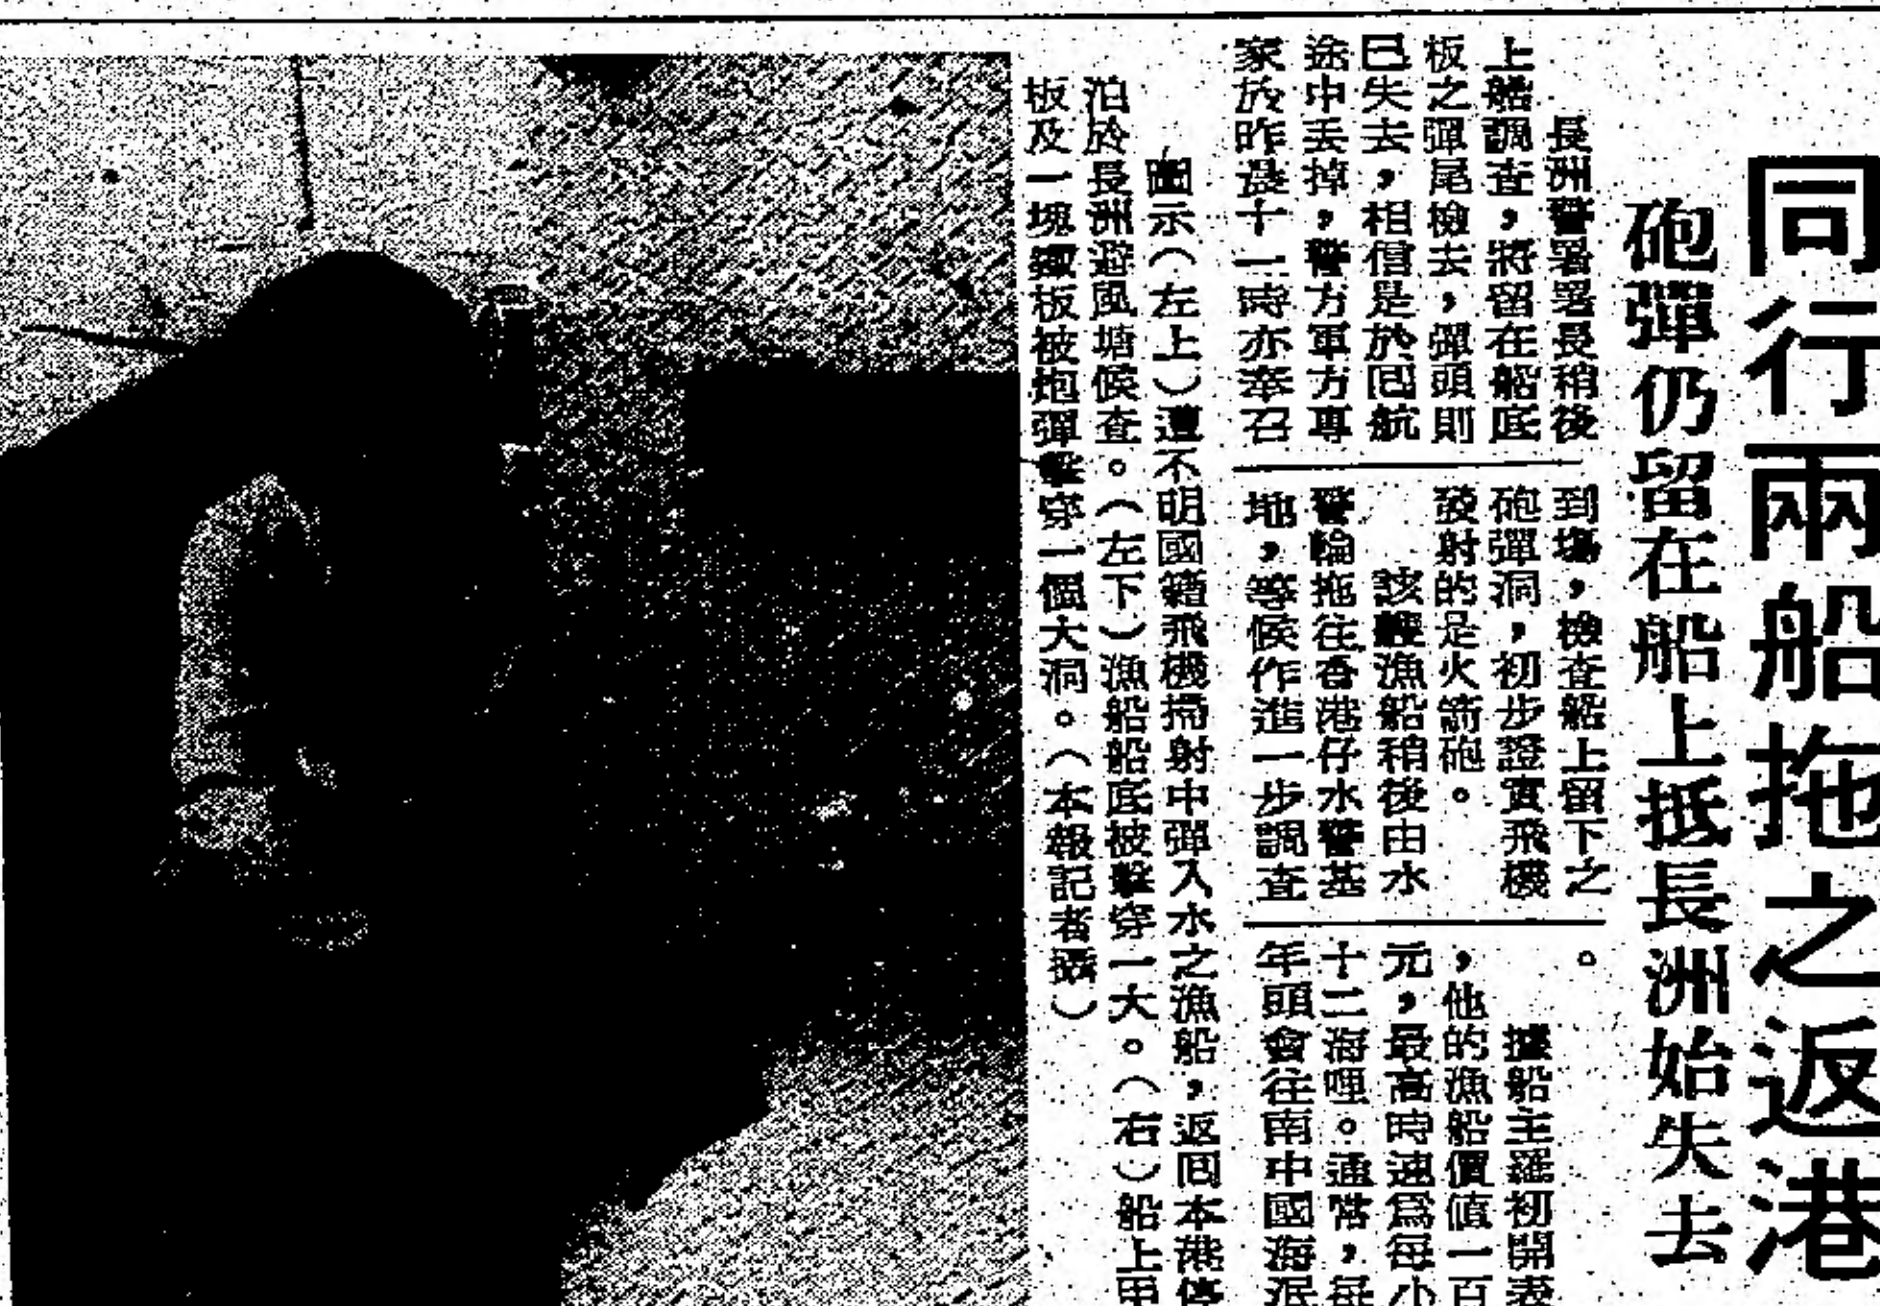 同行兩船拖之返港
砲彈仍留在船上抵長洲始失去
長洲警署署長稍後
上船調查，將留在船底
板之彈尾檢去，彈頭則
已失去，相信是於囘航
途中丟掉，警方軍方專
家於昨晨十一時亦奉召
到塲，檢查船上留下之
砲彈洞，初步證實飛機
發射的是火箭砲。
該艘漁船稍後由水
警輪拖往香港仔水警基
地，等候作進一步調查
。
據船主羅初開表
，他的漁船價值一百
元，最高時速爲每小
十二海哩。通常，每
年頭會往南中國海泯
圖示（左上）遭不明國籍飛機掃射中彈入水之漁船，返囘本港停
泊於長洲避風塘候查。（左下）漁船船底被擊穿一大。（右）船上甲
板及一塊鐵板被炮彈擊穿一個大洞。（本報記者攝）